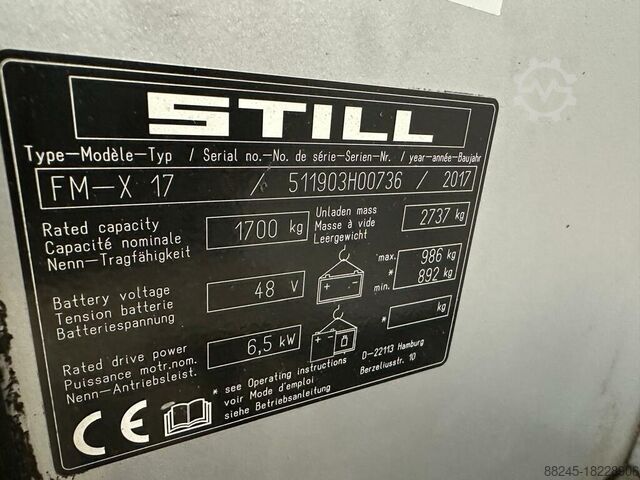 STILL
Type-Modèle-Typ / Serial no.-No. de série-Serien-Nr. / year-année-Baujahr
FM-X 17 / 511903H00736 / 2017
Rated capacity
Capacité nominale
Nenn-Tragfähigkeit
1700 kg
Unladen mass
Masse à vide
Leergewicht
2737 kg
Battery voltage
Tension batterie
Batteriespannung
48 V
max. 986 kg
*
min. 892 kg
Rated drive power
Puissance motr.nom.
Nenn-Antriebsleist.
6,5 kW
* kg
D-22113 Hamburg
Berzeliusstr. 10
* see Operating instructions
voir Mode d'emploi
siehe Betriebsanleitung
CE
88245-18228906